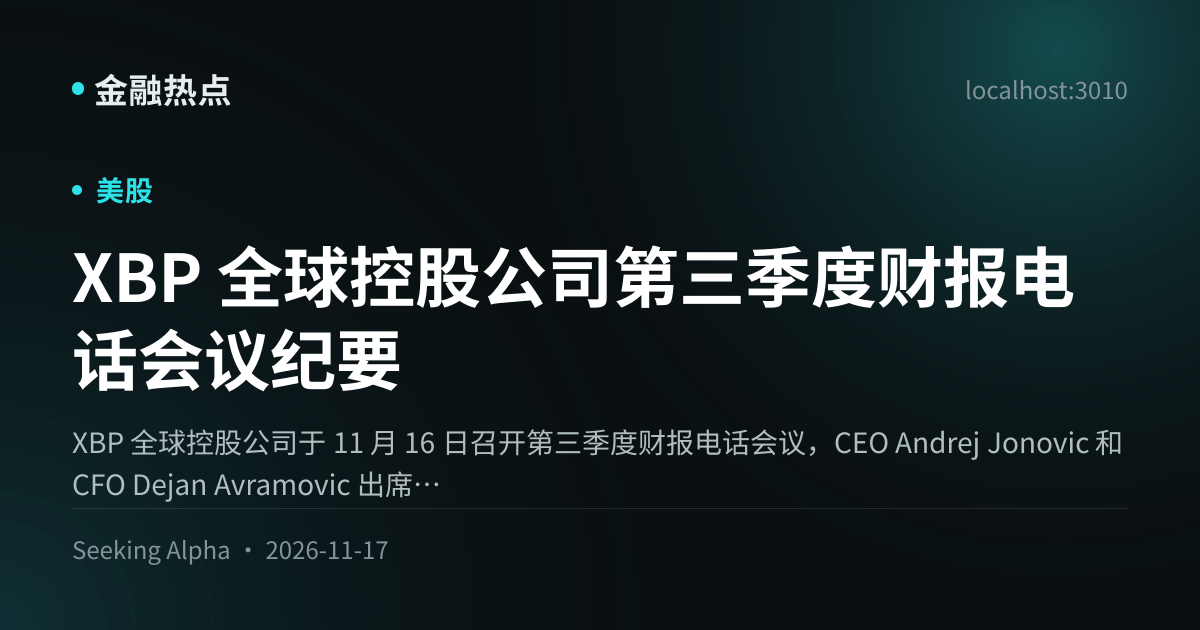 金融热点
localhost:3010
美股
XBP 全球控股公司第三季度财报电
话会议纪要
XBP 全球控股公司于 11 月 16 日召开第三季度财报电话会议，CEO Andrej Jonovic 和
CFO Dejan Avramovic 出席…
Seeking Alpha · 2026-11-17